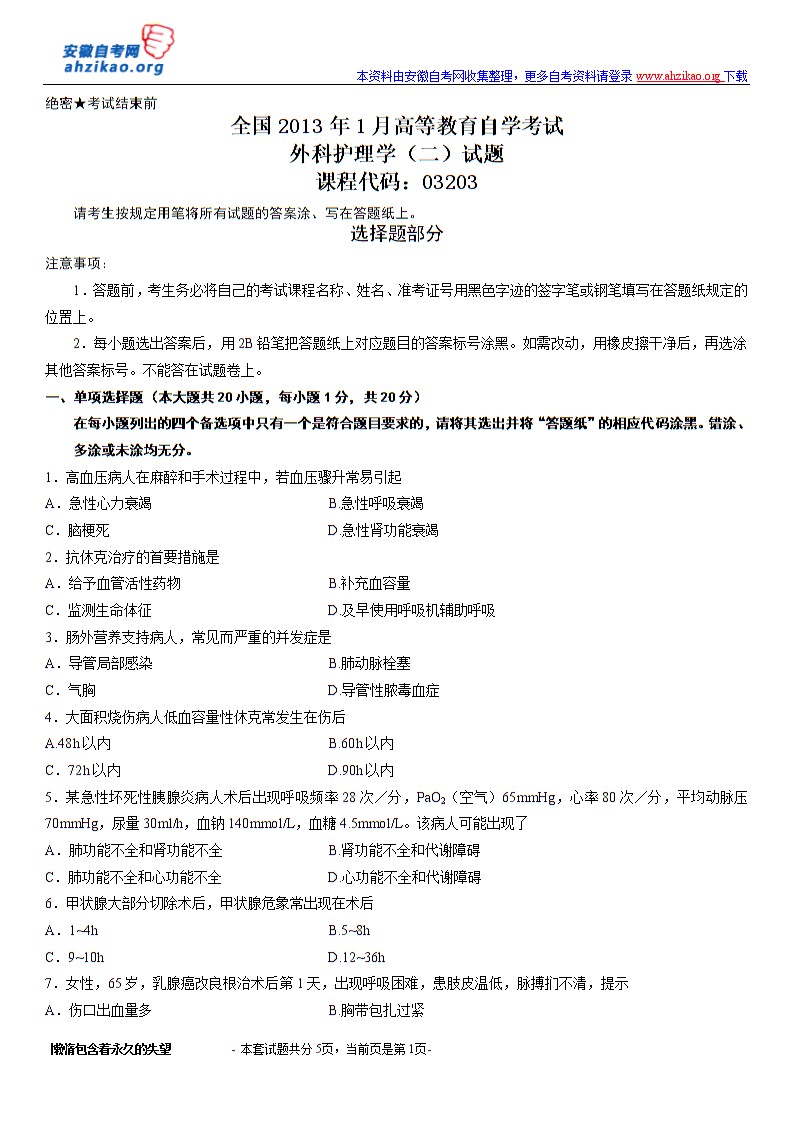 安徽自考网
ahzikao.org
本资料由安徽自考网收集整理，更多自考资料请登录 www.ahzikao.org 下载
绝密★考试结束前
全国 2013 年 1 月高等教育自学考试
外科护理学（二）试题
课程代码：03203
请考生按规定用笔将所有试题的答案涂、写在答题纸上。
选择题部分
注意事项：
1．答题前，考生务必将自己的考试课程名称、姓名、准考证号用黑色字迹的签字笔或钢笔填写在答题纸规定的
位置上。
2．每小题选出答案后，用 2B 铅笔把答题纸上对应题目的答案标号涂黑。如需改动，用橡皮擦干净后，再选涂
其他答案标号。不能答在试题卷上。
一、单项选择题（本大题共 20 小题，每小题 1 分，共 20 分）
在每小题列出的四个备选项中只有一个是符合题目要求的，请将其选出并将“答题纸”的相应代码涂黑。错涂、
多涂或未涂均无分。
1．高血压病人在麻醉和手术过程中，若血压骤升常易引起
A．急性心力衰竭 B.急性呼吸衰竭
C．脑梗死 D.急性肾功能衰竭
2．抗休克治疗的首要措施是
A．给予血管活性药物 B.补充血容量
C．监测生命体征 D.及早使用呼吸机辅助呼吸
3．肠外营养支持病人，常见而严重的并发症是
A．导管局部感染 B.肺动脉栓塞
C．气胸 D.导管性脓毒血症
4．大面积烧伤病人低血容量性休克常发生在伤后
A.48h 以内 B.60h 以内
C．72h 以内 D.90h 以内
5．某急性坏死性胰腺炎病人术后出现呼吸频率 28 次／分，PaO₂（空气）65mmHg，心率 80 次／分，平均动脉压
70mmHg，尿量 30ml/h，血钠 140mmol/L，血糖 4.5mmol/L。该病人可能出现了
A．肺功能不全和肾功能不全 B.肾功能不全和代谢障碍
C．肺功能不全和心功能不全 D.心功能不全和代谢障碍
6．甲状腺大部分切除术后，甲状腺危象常出现在术后
A．1~4h B.5~8h
C．9~10h D.12~36h
7．女性，65 岁，乳腺癌改良根治术后第 1 天，出现呼吸困难，患肢皮温低，脉搏扪不清，提示
A．伤口出血量多 B.胸带包扎过紧
懒惰包含着永久的失望 - 本套试题共分 5页，当前页是第 1页-